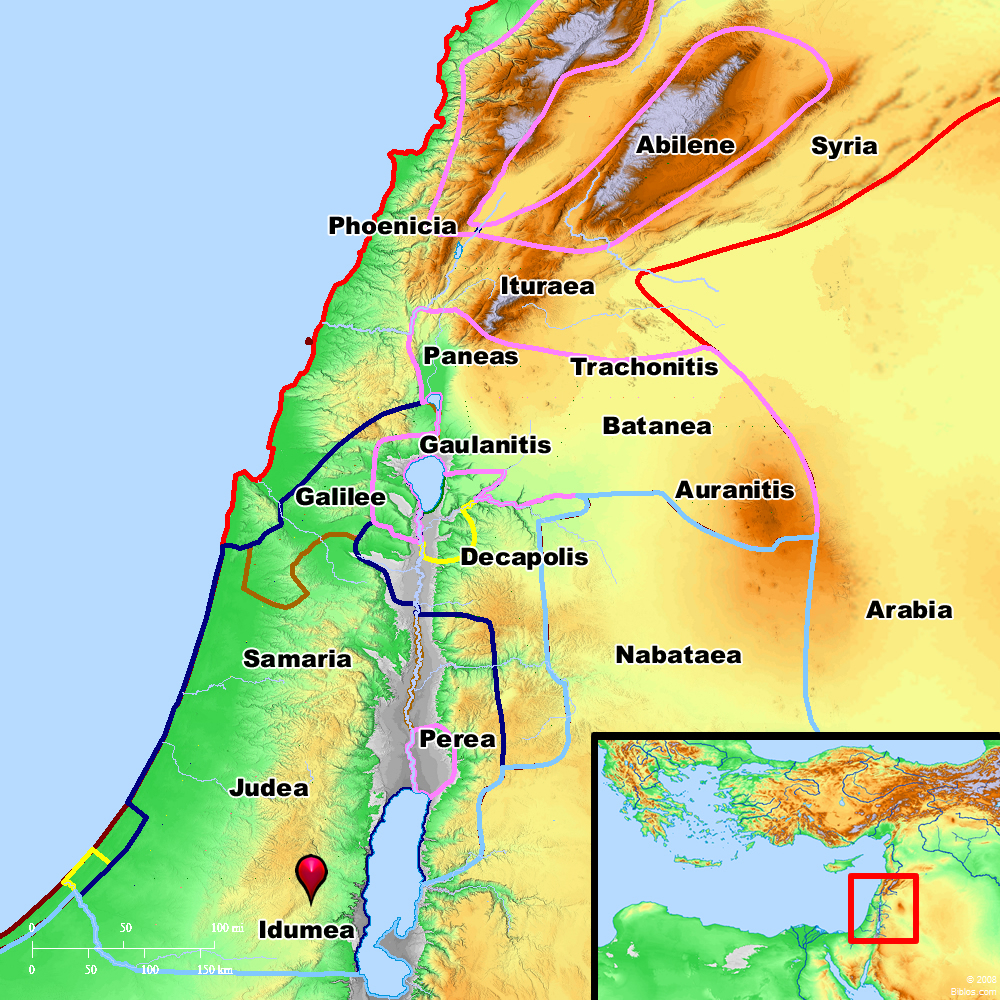 Abilene
Syria
Phoenicia
Ituraea
Paneas
Trachonitis
Batanea
Gaulanitis
Auranitis
Galilee
Decapolis
Arabia
Samaria
Nabataea
Perea
Judea
Idumea
0 50 100 mi
0 50 100 150 km
© 2008
Biblos.com